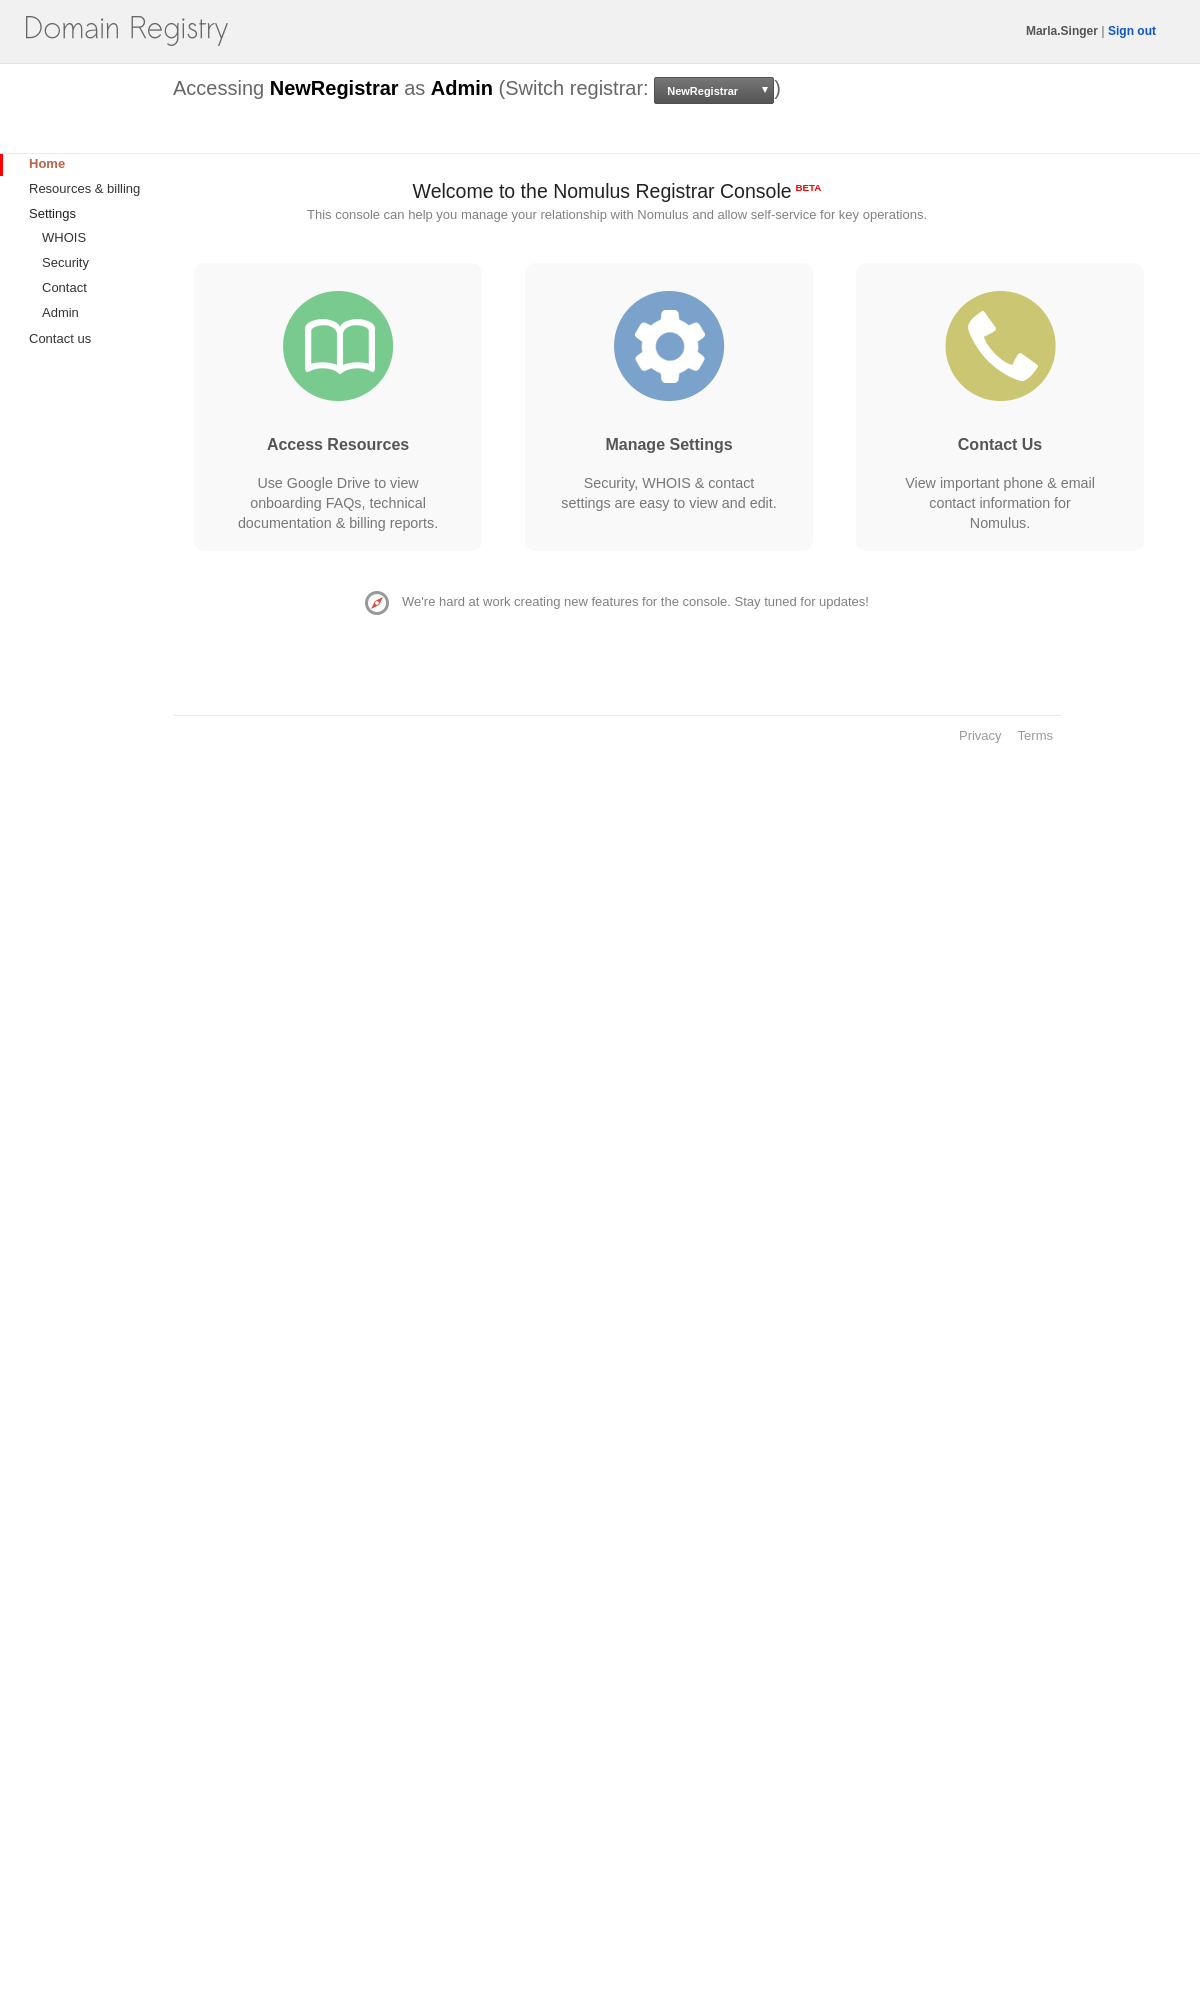 Domain Registry
Marla.Singer | Sign out
Accessing NewRegistrar as Admin (Switch registrar: NewRegistrar ▼)
Home
Resources & billing
Settings
WHOIS
Security
Contact
Admin
Contact us
Welcome to the Nomulus Registrar Console BETA
This console can help you manage your relationship with Nomulus and allow self-service for key operations.
Access Resources
Use Google Drive to view
onboarding FAQs, technical
documentation & billing reports.
Manage Settings
Security, WHOIS & contact
settings are easy to view and edit.
Contact Us
View important phone & email
contact information for
Nomulus.
We're hard at work creating new features for the console. Stay tuned for updates!
Privacy Terms